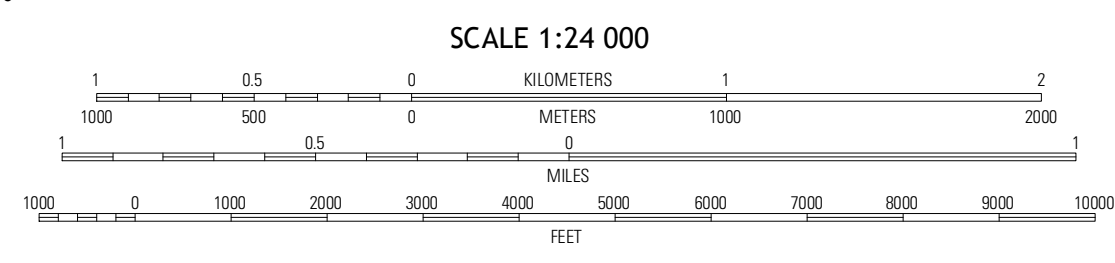 SCALE 1:24 000
1 0.5 0 KILOMETERS 1 2
1000 500 0 METERS 1000 2000
1 0.5 0 1
MILES
1000 0 1000 2000 3000 4000 5000 6000 7000 8000 9000 10000
FEET